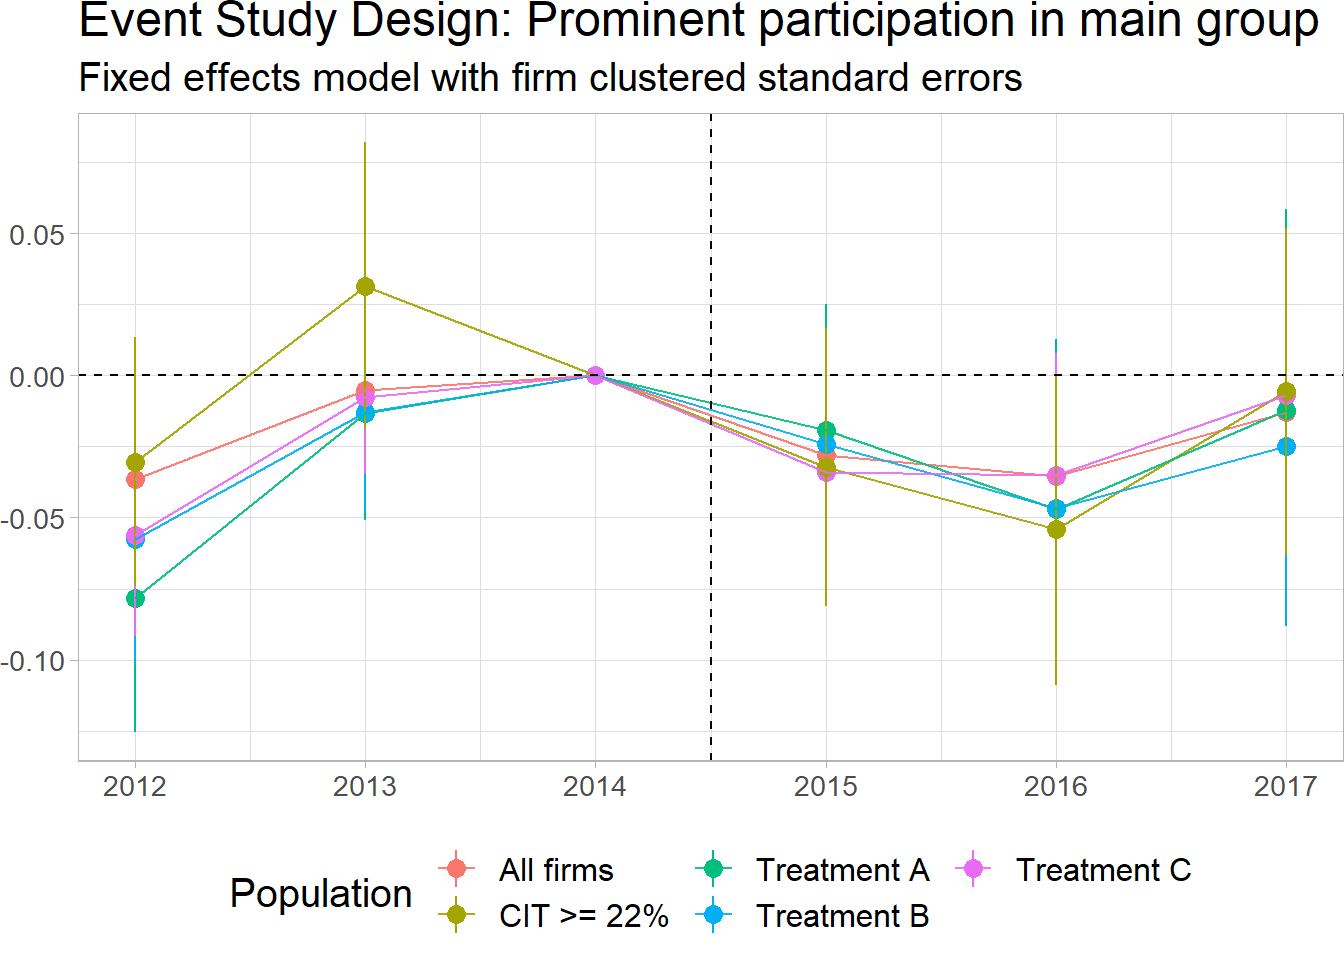 Event Study Design: Prominent participation in main group
Fixed effects model with firm clustered standard errors
0.05
0.00
-0.05
-0.10
2012 2013 2014 2015 2016 2017
Population
All firms Treatment A Treatment C
CIT >= 22% Treatment B